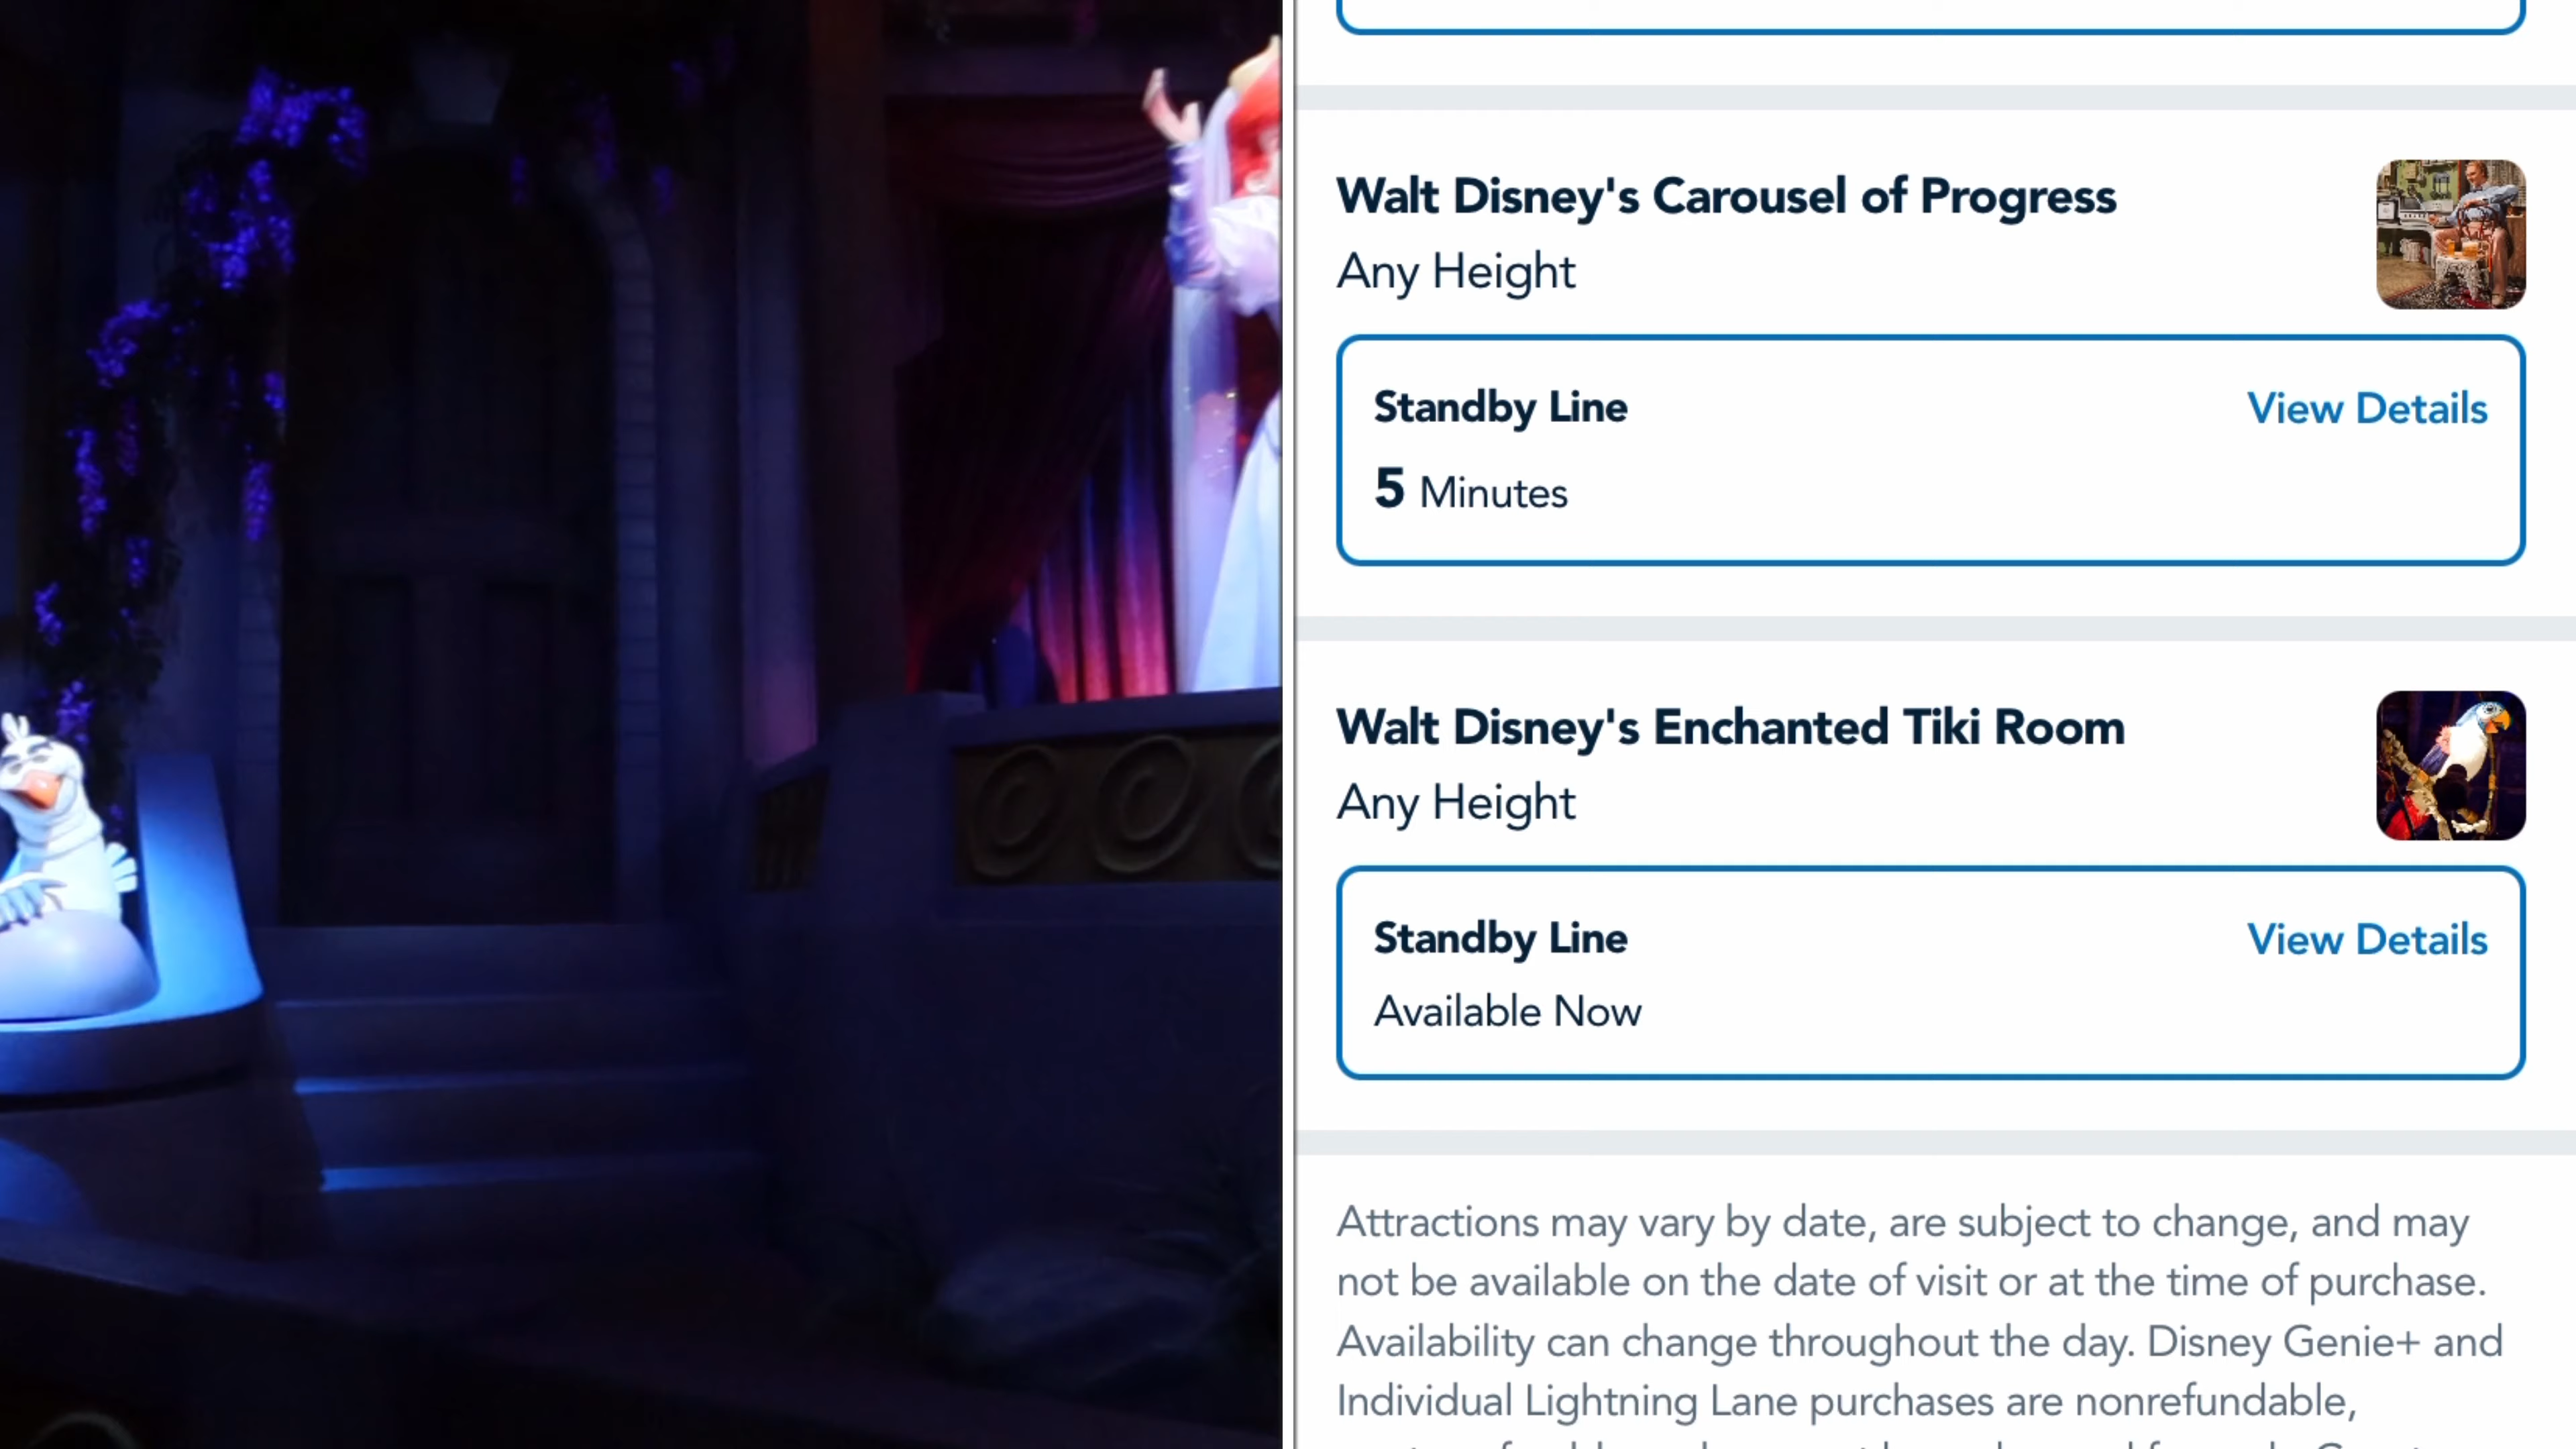 Walt Disney's Carousel of Progress
Any Height
Standby Line
View Details
5 Minutes
Walt Disney's Enchanted Tiki Room
Any Height
Standby Line
View Details
Available Now
Attractions may vary by date, are subject to change, and may
not be available on the date of visit or at the time of purchase.
Availability can change throughout the day. Disney Genie+ and
Individual Lightning Lane purchases are nonrefundable,